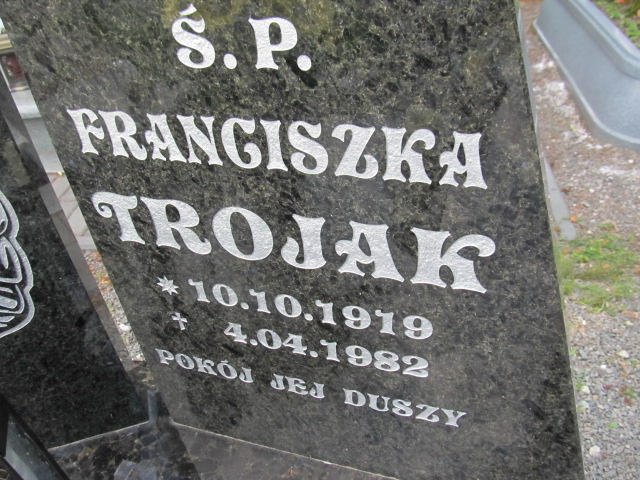 Ś.P.
FRANCISZKA
TROJAK
* 10.10.1919
† 4.04.1982
POKÓJ JEJ DUSZY